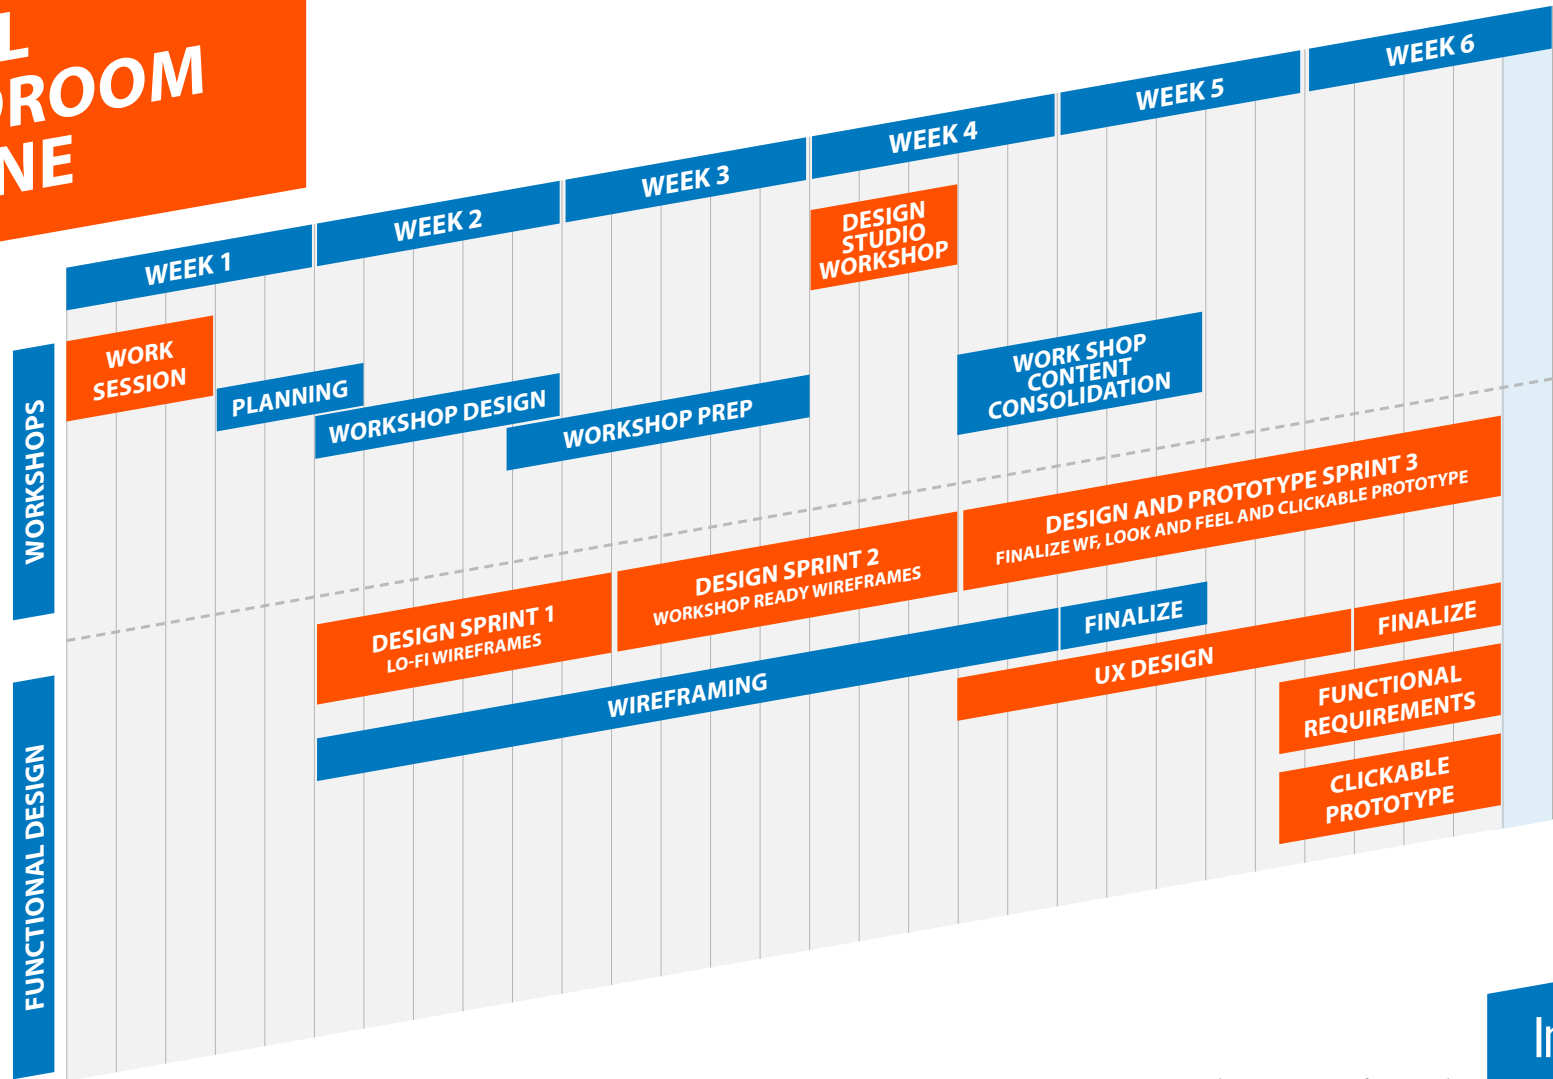 WEEK 1
WEEK 2
WEEK 3
WEEK 4
WEEK 5
WEEK 6
WORKSHOPS
WORK
SESSION
PLANNING
WORKSHOP DESIGN
WORKSHOP PREP
DESIGN
STUDIO
WORKSHOP
WORK SHOP
CONTENT
CONSOLIDATION
FUNCTIONAL DESIGN
DESIGN SPRINT 1
LO-FI WIREFRAMES
DESIGN SPRINT 2
WORKSHOP READY WIREFRAMES
DESIGN AND PROTOTYPE SPRINT 3
FINALIZE WF, LOOK AND FEEL AND CLICKABLE PROTOTYPE
WIREFRAMING
FINALIZE
UX DESIGN
FINALIZE
FUNCTIONAL
REQUIREMENTS
CLICKABLE
PROTOTYPE